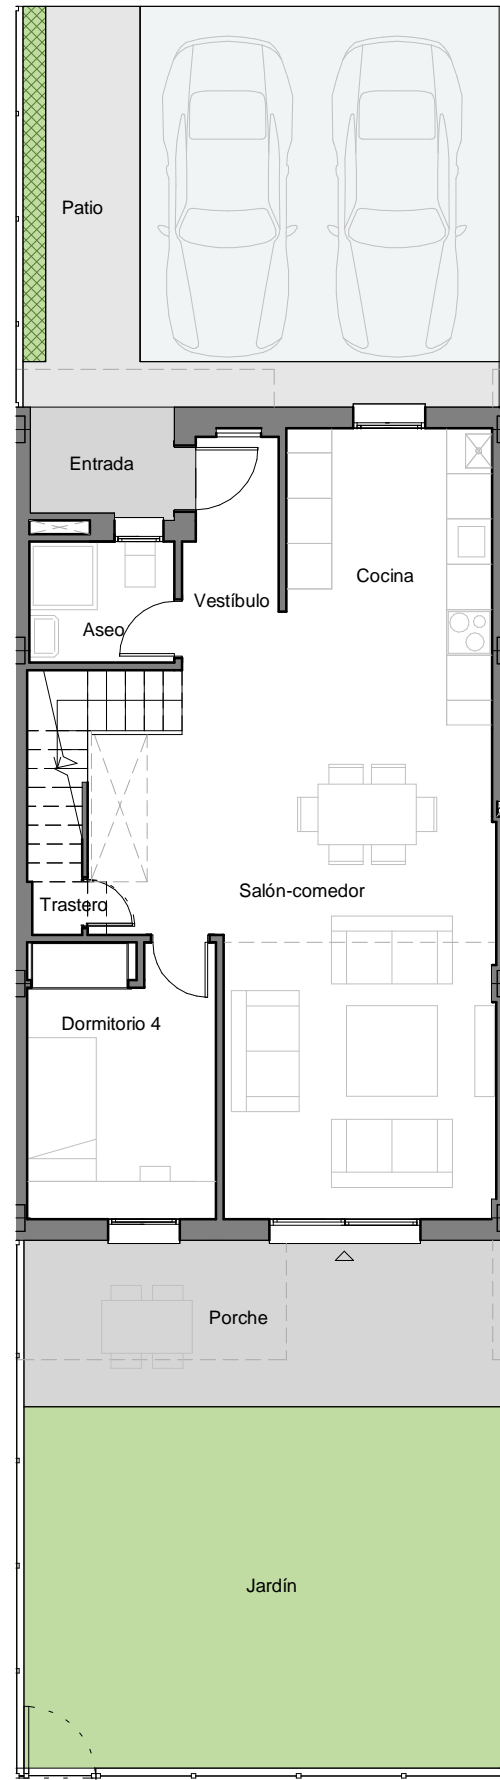 Patio
Entrada
Cocina
Vestíbulo
Aseo
Salón-comedor
Trastero
Dormitorio 4
Porche
Jardín